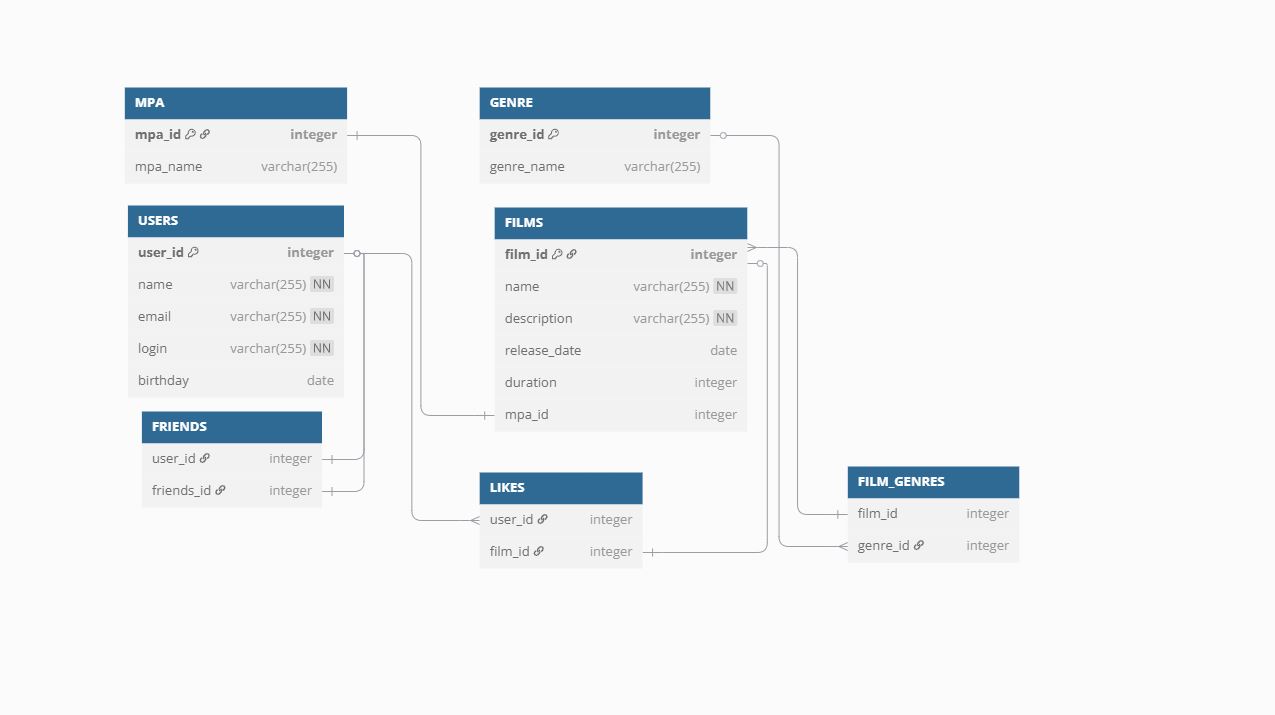 MPA
mpa_id integer
mpa_name varchar(255)
GENRE
genre_id integer
genre_name varchar(255)
USERS
user_id integer
name varchar(255) NN
email varchar(255) NN
login varchar(255) NN
birthday date
FILMS
film_id integer
name varchar(255) NN
description varchar(255) NN
release_date date
duration integer
mpa_id integer
FRIENDS
user_id integer
friends_id integer
LIKES
user_id integer
film_id integer
FILM_GENRES
film_id integer
genre_id integer